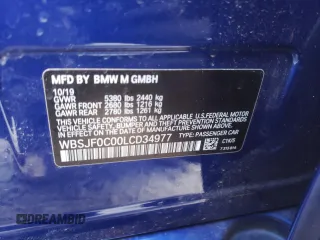 MFD BY BMW M GMBH
10/19
GVWR 5380 lbs 2440 kg
GAWR FRONT 2680 lbs 1216 kg
GAWR REAR 2780 lbs 1261 kg
THIS VEHICLE CONFORMS TO ALL APPLICABLE
U.S. FEDERAL MOTOR VEHICLE SAFETY, BUMPER AND
THEFT PREVENTION STANDARDS IN EFFECT ON
THE DATE OF MANUFACTURE SHOWN ABOVE.
WBSJF0C00LCD34977
TYPE: PASSENGER CAR
DREAMBID